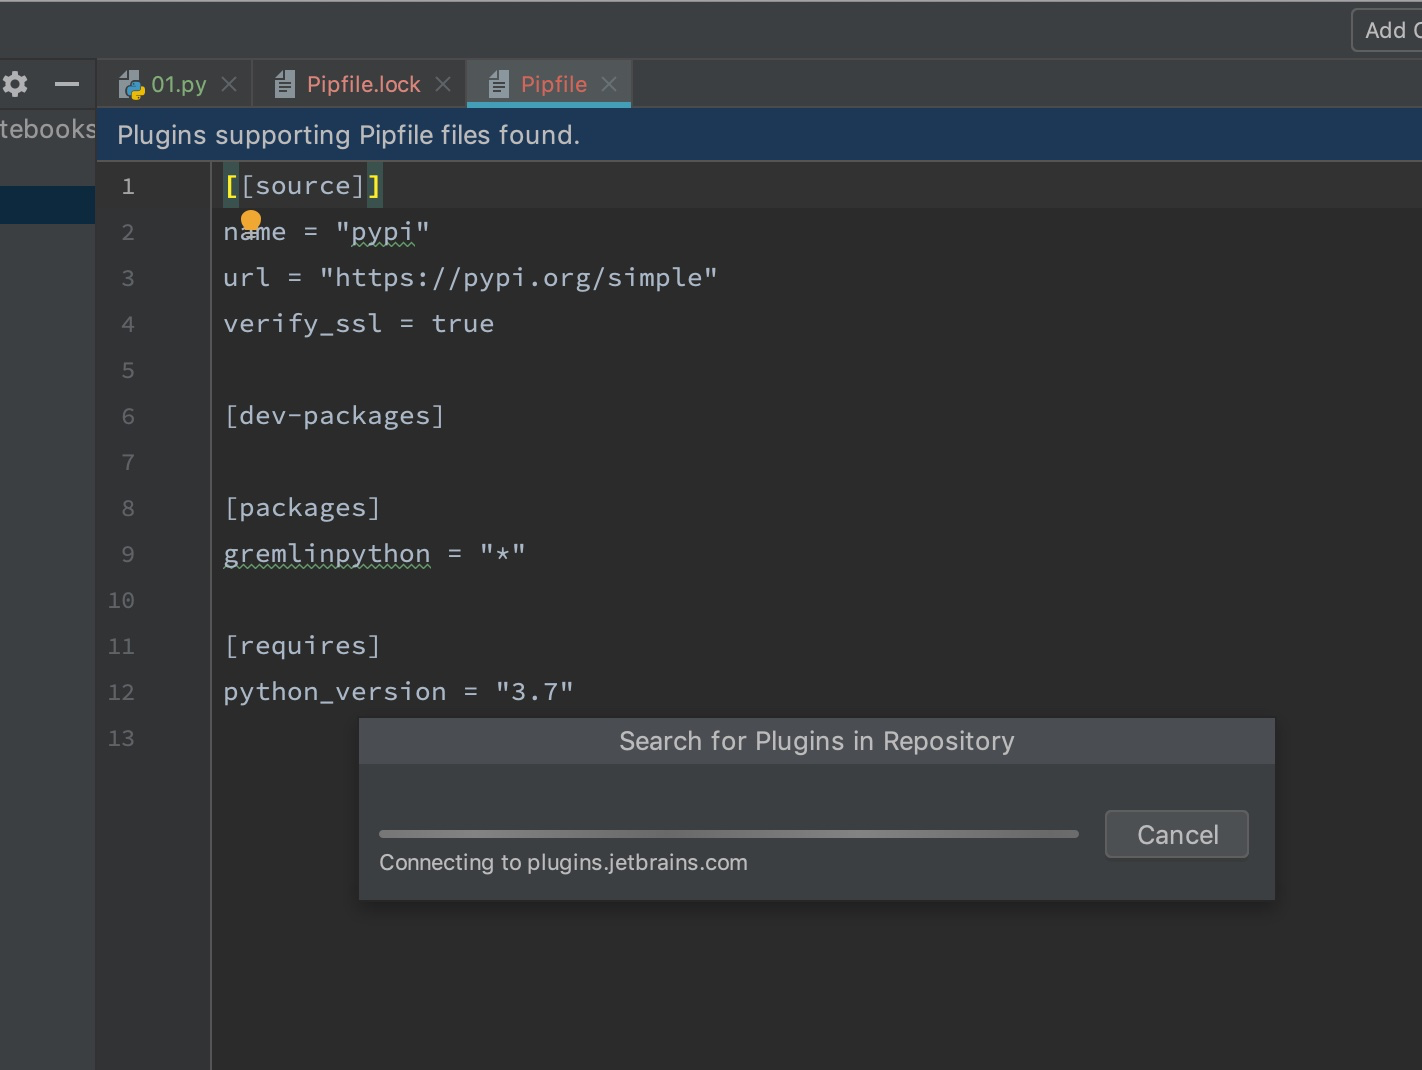 Add
01.py
Pipfile.lock
Pipfile
tebooks
Plugins supporting Pipfile files found.
1 [[source]]
2 name = "pypi"
3 url = "https://pypi.org/simple"
4 verify_ssl = true
5
6 [dev-packages]
7
8 [packages]
9 gremlinpython = "*"
10
11 [requires]
12 python_version = "3.7"
13
Search for Plugins in Repository
Cancel
Connecting to plugins.jetbrains.com